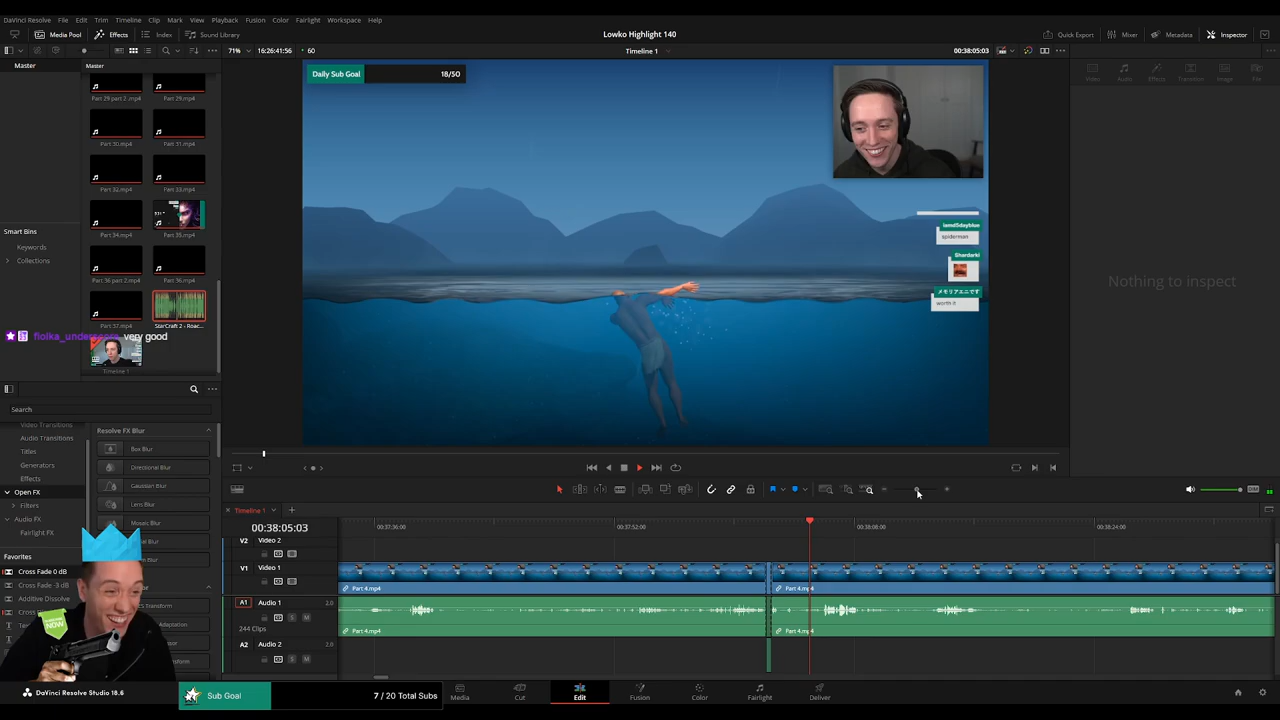 DaVinci Resolve File Edit Trim Timeline Clip Mark View Playback Fusion Color Fairlight Workspace Help
Media Pool Effects Index Sound Library
Lowko Highlight 140
Quick Export Mixer Metadata Inspector
71% 16:26:41:56 60
Timeline 1
00:38:05:03
Master
Master
Part 29 part 2 .mp4 Part 29.mp4
Part 30.mp4 Part 31.mp4
Part 32.mp4 Part 33.mp4
Part 34.mp4 Part 35.mp4
Part 36 part 2.mp4 Part 36.mp4
Part 37.mp4 StarCraft 2 - Roac...
Timeline 1
Smart Bins
Keywords
Collections
very good
Daily Sub Goal 18/50
iamd5dayblue
spiderman
Shardarki
メモリアエニです
worth it
Video Audio Effects Transition Image File
Nothing to inspect
Search
Video Transitions
Audio Transitions
Titles
Generators
Effects
Open FX
Filters
Audio FX
Fairlight FX
Favorites
Cross Fade 0 dB
Cross Fade -3 dB
Additive Dissolve
Resolve FX Blur
Box Blur
Directional Blur
Gaussian Blur
Lens Blur
Mosaic Blur
SUBSCRIBE
NOW
Timeline 1
00:38:05:03
00:37:36:00 00:37:52:00 00:38:08:00 00:38:24:00
V2 Video 2
V1 Video 1
Part 4.mp4 Part 4.mp4
A1 Audio 1 2.0
S M
244 Clips
Part 4.mp4 Part 4.mp4
A2 Audio 2 2.0
S M
DaVinci Resolve Studio 18.6
Sub Goal 7 / 20 Total Subs
Media Cut Edit Fusion Color Fairlight Deliver